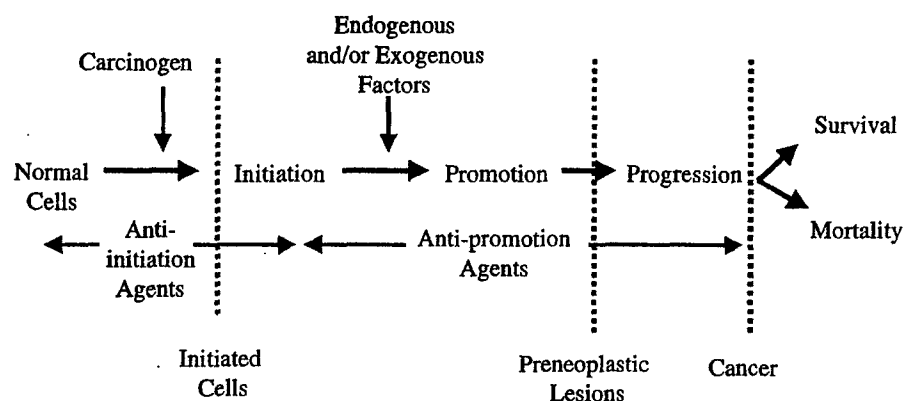 Carcinogen
Endogenous
and/or Exogenous
Factors
Normal
Cells
Initiation
Promotion
Progression
Survival
Mortality
Anti-
initiation
Agents
Anti-promotion
Agents
Initiated
Cells
Preneoplastic
Lesions
Cancer